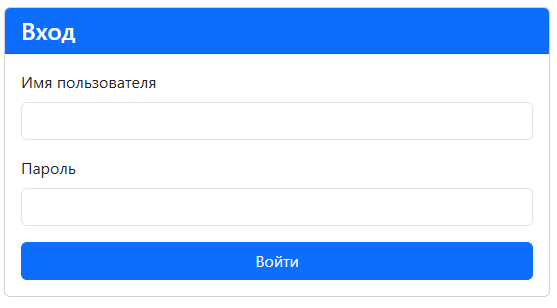 Вход
Имя пользователя
Пароль
Войти